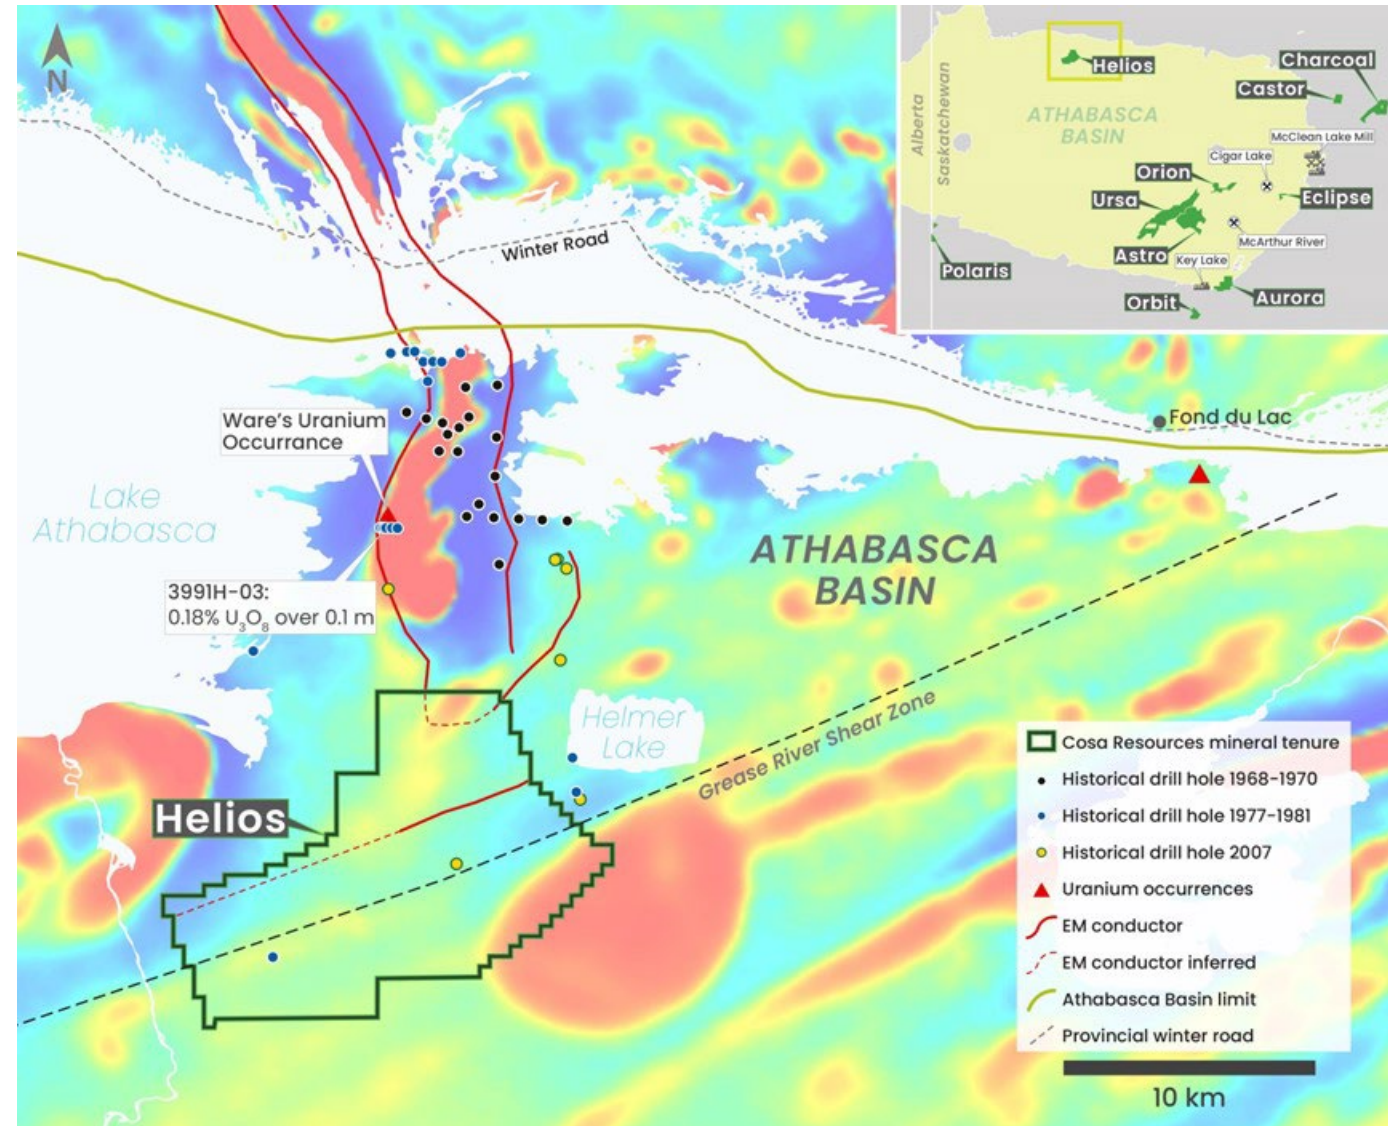 N
Winter Road
Alberta
Saskatchewan
Helios
ATHABASCA
BASIN
Charcoal
Castor
McClean Lake Mill
Cigar Lake
Orion
Ursa
Eclipse
McArthur River
Astro
Key Lake
Polaris
Orbit
Aurora
Ware's Uranium
Occurrance
Fond du Lac
Lake
Athabasca
ATHABASCA
BASIN
3991H-03:
0.18% U₃O₈ over 0.1 m
Helmer
Lake
Grease River Shear Zone
Helios
Cosa Resources mineral tenure
Historical drill hole 1968-1970
Historical drill hole 1977-1981
Historical drill hole 2007
Uranium occurrences
EM conductor
EM conductor inferred
Athabasca Basin limit
Provincial winter road
10 km